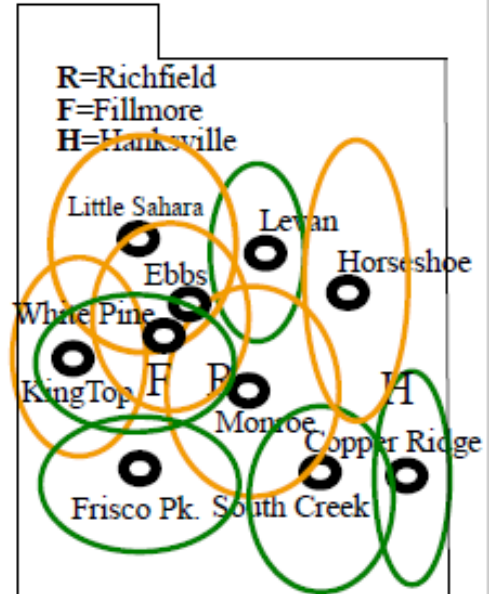 R=Richfield
F=Fillmore
H=Hanksville
Little Sahara
Levan
Ebbs
Horseshoe
White Pine
KingTop
F
R
H
Monroe
Copper Ridge
Frisco Pk.
South Creek